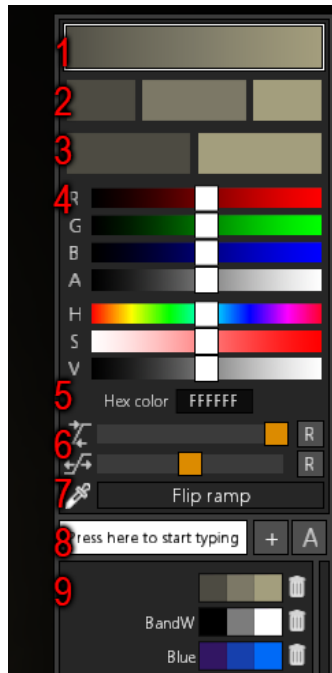 1
2
3
4 R
G
B
A
H
S
V
5 Hex color FFFFFF
6 R
R
7 Flip ramp
8 Press here to start typing + A
9
BandW
Blue